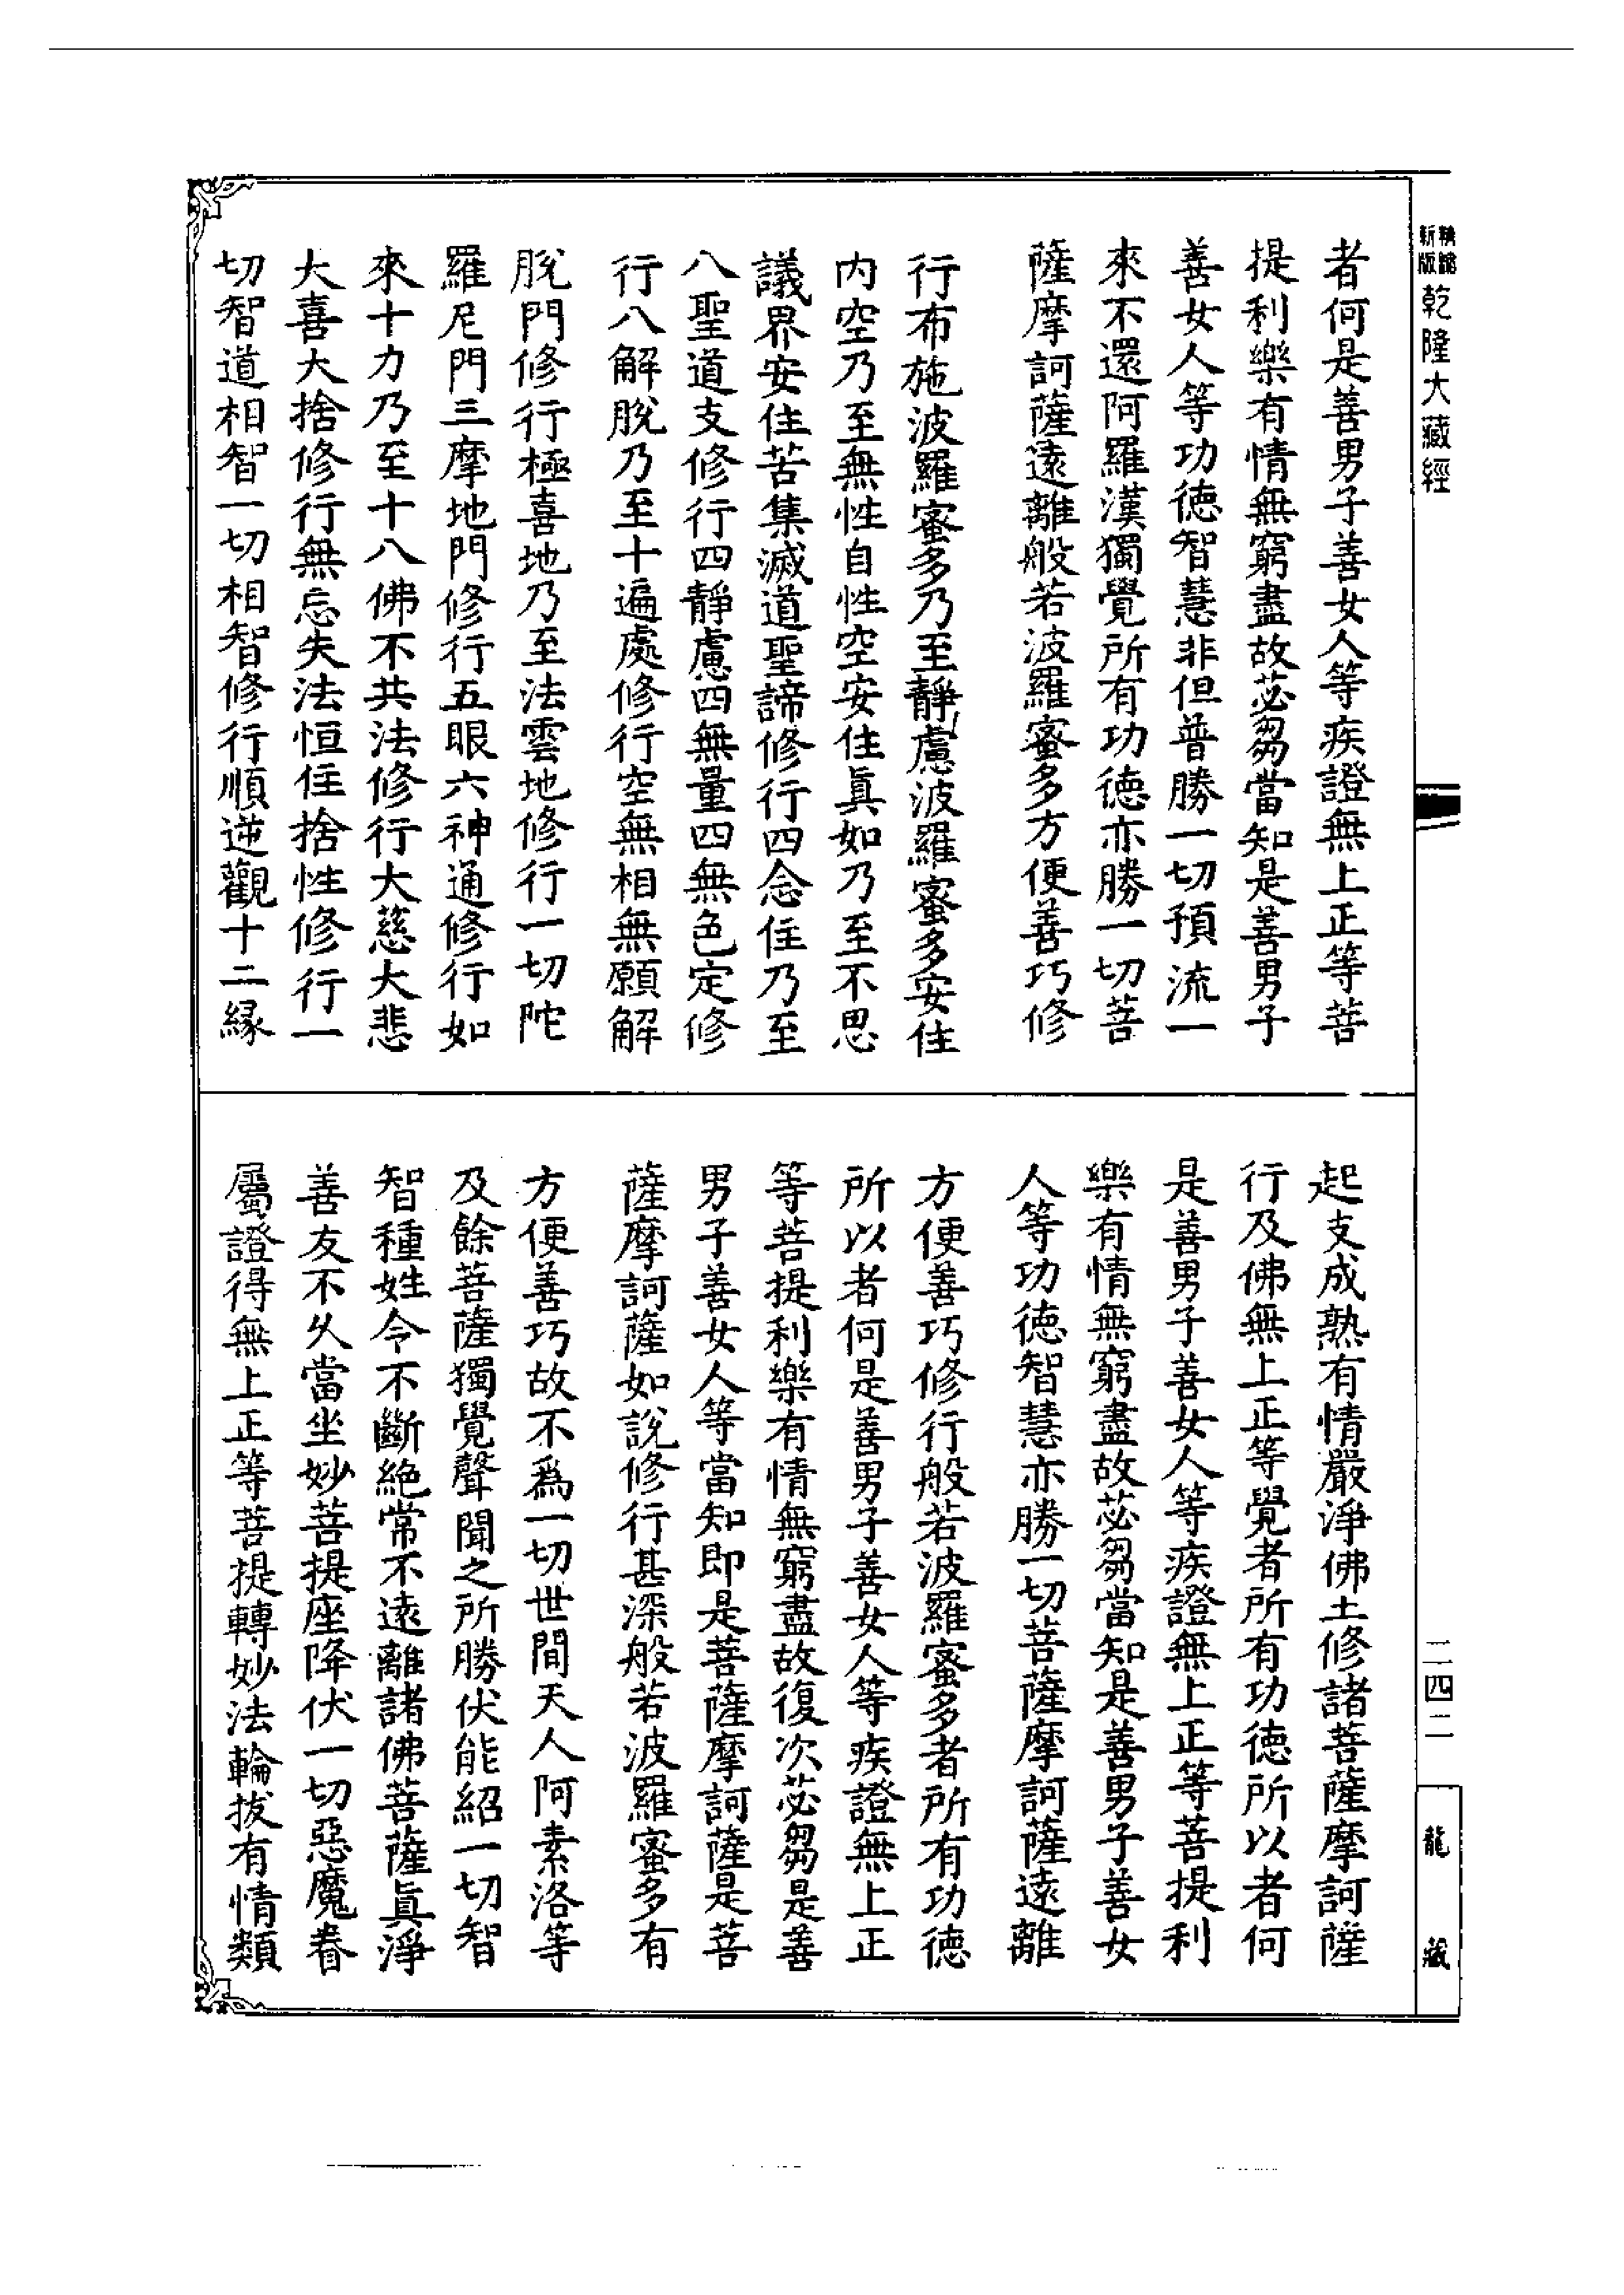 新版
乾隆大藏經
者何是善男子善女人等疾證無上正等菩
提利樂有情無窮盡故苾芻當知是善男子
善女人等功德智慧非但普勝一切預流一
來不還阿羅漢獨覺所有功德亦勝一切菩
薩摩訶薩遠離般若波羅蜜多方便善巧修
行布施波羅蜜多乃至靜慮波羅蜜多安住
內空乃至無性自性空安住真如乃至不思
議界安住苦集滅道聖諦修行四念住乃至
八聖道支修行四靜慮四無量四無色定修
行八解脫乃至十遍處修行空無相無願解
脫門修行極喜地乃至法雲地修行一切陀
羅尼門三摩地門修行五眼六神通修行如
來十力乃至十八佛不共法修行大慈大悲
大喜大捨修行無忘失法恒住捨性修行一
切智道相智一切相智修行順逆觀十二緣
起支成熟有情嚴淨佛土修諸菩薩摩訶薩
行及佛無上正等覺者所有功德所以者何
是善男子善女人等疾證無上正等菩提利
樂有情無窮盡故苾芻當知是善男子善女
人等功德智慧亦勝一切菩薩摩訶薩遠離
方便善巧修行般若波羅蜜多者所有功德
所以者何是善男子善女人等疾證無上正
等菩提利樂有情無窮盡故復次苾芻是善
男子善女人等當知即是菩薩摩訶薩是菩
薩摩訶薩如說修行甚深般若波羅蜜多有
方便善巧故不為一切世間天人阿素洛等
及餘菩薩獨覺聲聞之所勝伏能紹一切智
智種姓令不斷絕常不遠離諸佛菩薩真淨
善友不久當坐妙菩提座降伏一切惡魔眷
屬證得無上正等菩提轉妙法輪拔有情類
二四二
龍藏